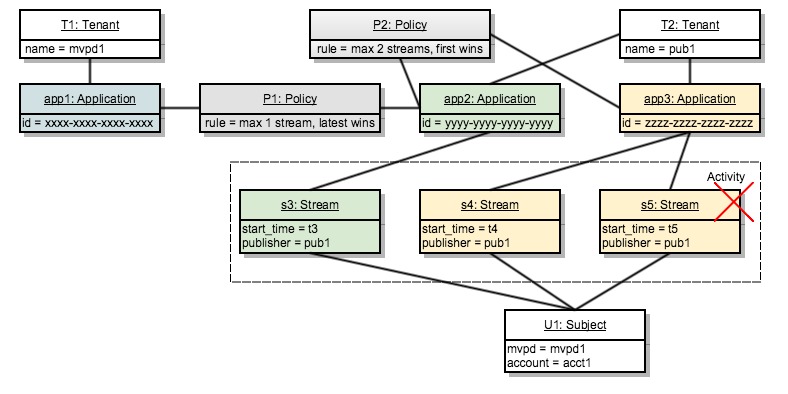 T1: Tenant
name = mvpd1
P2: Policy
rule = max 2 streams, first wins
T2: Tenant
name = pub1
app1: Application
id = xxxx-xxxx-xxxx-xxxx
P1: Policy
rule = max 1 stream, latest wins
app2: Application
id = yyyy-yyyy-yyyy-yyyy
app3: Application
id = zzzz-zzzz-zzzz-zzzz
Activity
s3: Stream
start_time = t3
publisher = pub1
s4: Stream
start_time = t4
publisher = pub1
s5: Stream
start_time = t5
publisher = pub1
U1: Subject
mvpd = mvpd1
account = acct1